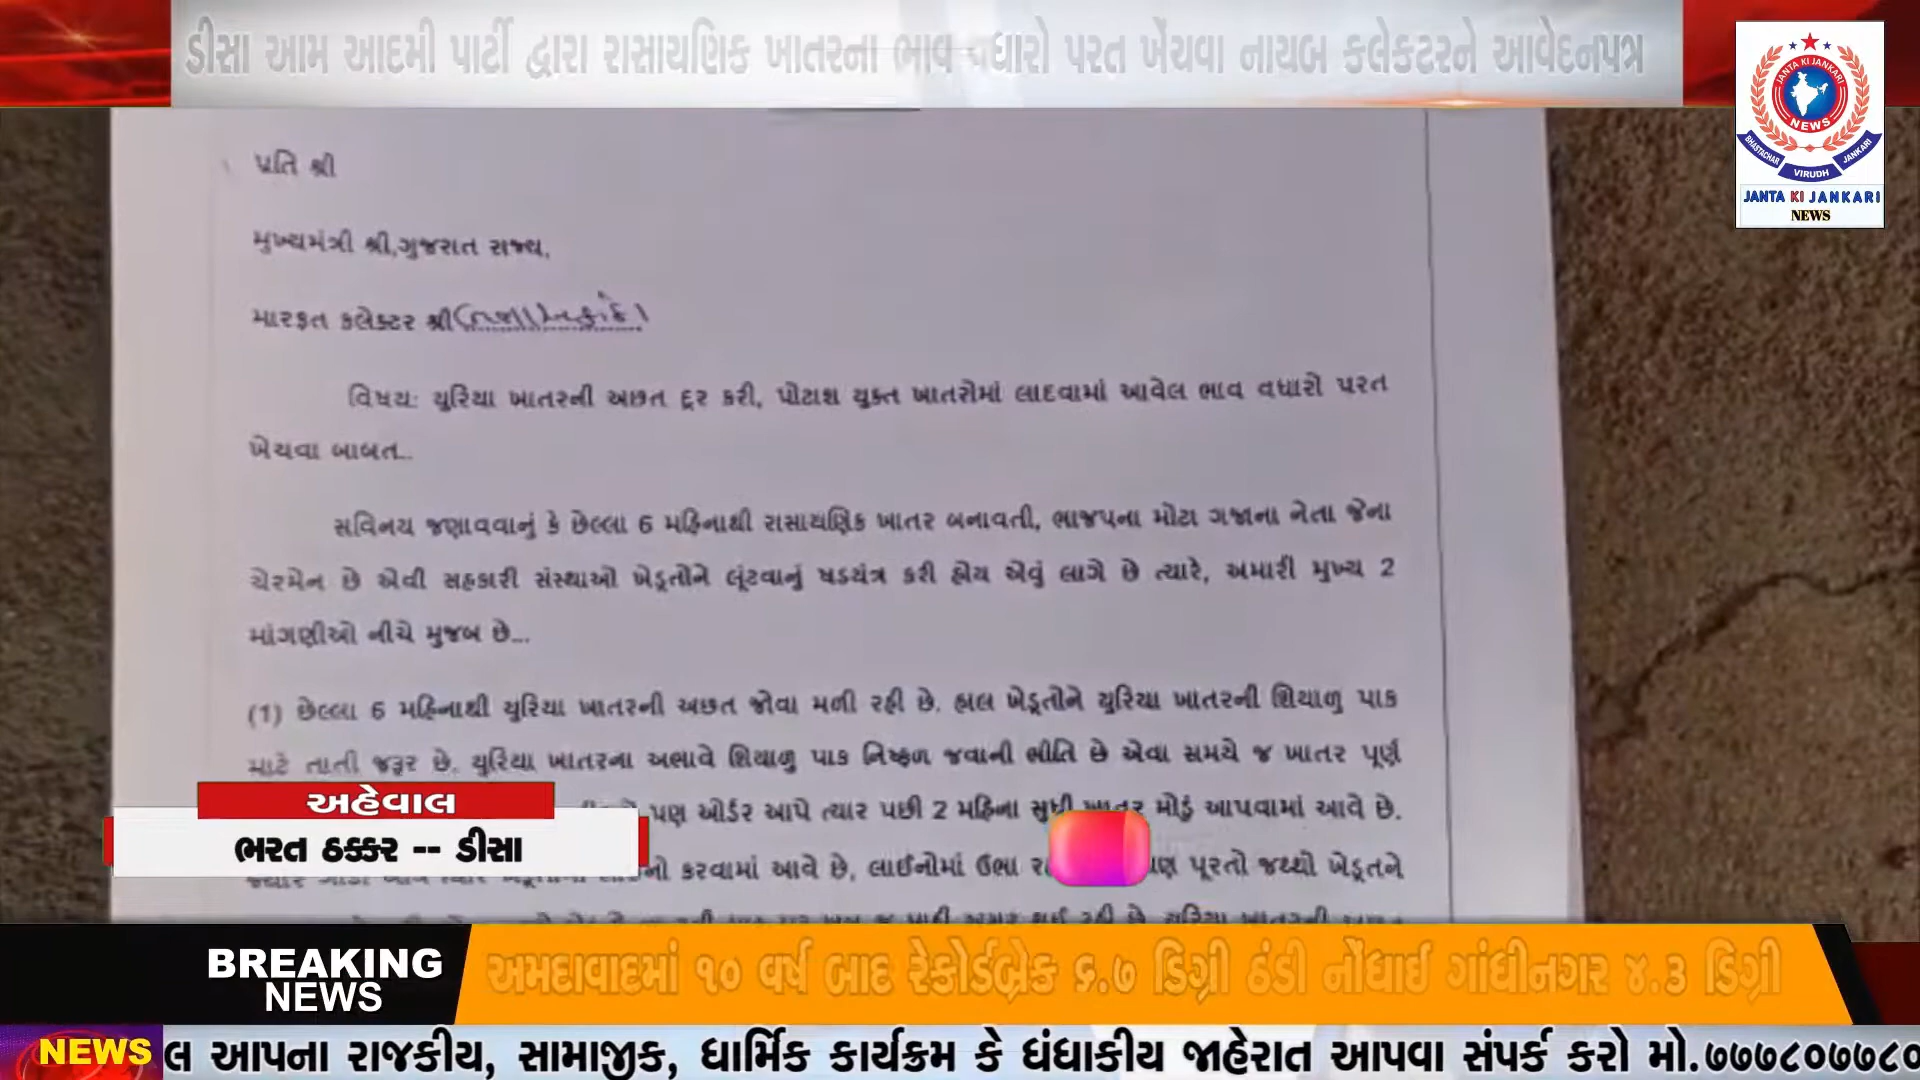 ડીસા આમ આદમી પાર્ટી દ્વારા રાસાયણિક ખાતરના ભાવ વધારો પરત ખેંચવા નાયબ કલેકટરને આવેદનપત્ર
JANTA KI JANKARI
NEWS
BHASTACHAR VIRUDH JANKARI
JANTA KI JANKARI
NEWS
પ્રતિ શ્રી
મુખ્યમંત્રી શ્રી,ગુજરાત રાજ્ય,
મારફત કલેક્ટર શ્રી
વિષય: યુરિયા ખાતરની અછત દૂર કરી, પોટાશ યુક્ત ખાતરોમાં લાદવામાં આવેલ ભાવ વધારો પરત
ખેચવા બાબત...
સવિનય જણાવવાનું કે છેલ્લા 6 મહિનાથી રાસાયણિક ખાતર બનાવતી, ભાજપના મોટા ગજાના નેતા જેના
ચેરમેન છે એવી સહકારી સંસ્થાઓ ખેડૂતોને લૂંટવાનું ષડયંત્ર કરી હોય એવું લાગે છે ત્યારે, અમારી મુખ્ય 2
માંગણીઓ નીચે મુજબ છે...
(1) છેલ્લા 6 મહિનાથી યુરિયા ખાતરની અછત જોવા મળી રહી છે. હાલ ખેડૂતોને યુરિયા ખાતરની શિયાળુ પાક
માટે તાતી જરૂર છે. યુરિયા ખાતરના અભાવે શિયાળુ પાક નિષ્ફળ જવાની ભીતિ છે એવા સમયે જ ખાતર પૂર્ણ
પણ ઓર્ડર આપે ત્યાર પછી 2 મહિના સુધી ખાતર મોડું આપવામાં આવે છે.
કરવામાં આવે છે, લાઈનોમાં ઉભા પૂરતો જથ્થો ખેડૂતને
અહેવાલ
ભરત ઠક્કર -- ડીસા
BREAKING
NEWS
અમદાવાદમાં ૧૦ વર્ષ બાદ રેકોર્ડબ્રેક ૬.૭ ડિગ્રી ઠંડી નોંધાઈ ગાંધીનગર ૪.૩ ડિગ્રી
NEWS
લ આપના રાજકીય, સામાજીક, ધાર્મિક કાર્યક્રમ કે ધંધાકીય જાહેરાત આપવા સંપર્ક કરો મો.૭૭૭૮૦૭૭૮૦